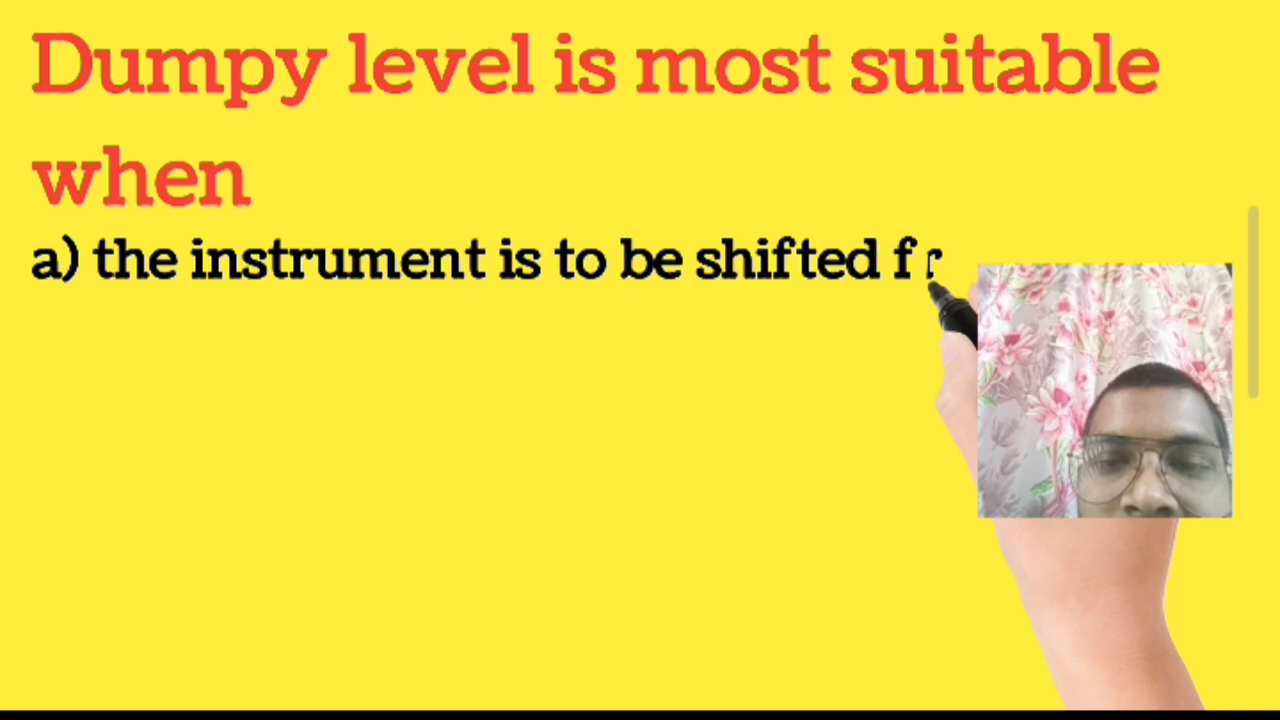 Dumpy level is most suitable
when
a) the instrument is to be shifted